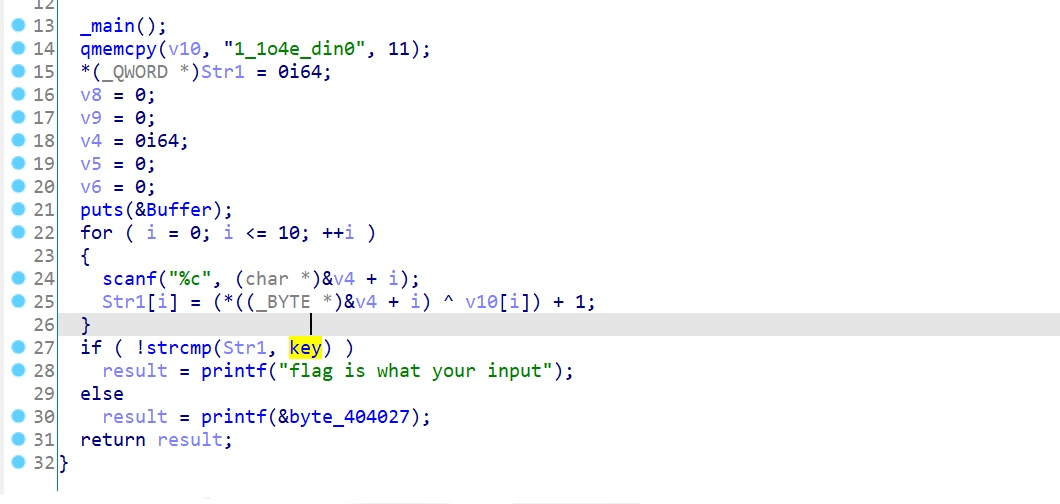 12
13 _main();
14 qmemcpy(v10, "1_1o4e_din0", 11);
15 *(_QWORD *)Str1 = 0i64;
16 v8 = 0;
17 v9 = 0;
18 v4 = 0i64;
19 v5 = 0;
20 v6 = 0;
21 puts(&Buffer);
22 for ( i = 0; i <= 10; ++i )
23 {
24 scanf("%c", (char *)&v4 + i);
25 Str1[i] = (*((_BYTE *)&v4 + i) ^ v10[i]) + 1;
26 }
27 if ( !strcmp(Str1, key) )
28 result = printf("flag is what your input");
29 else
30 result = printf(&byte_404027);
31 return result;
32 }